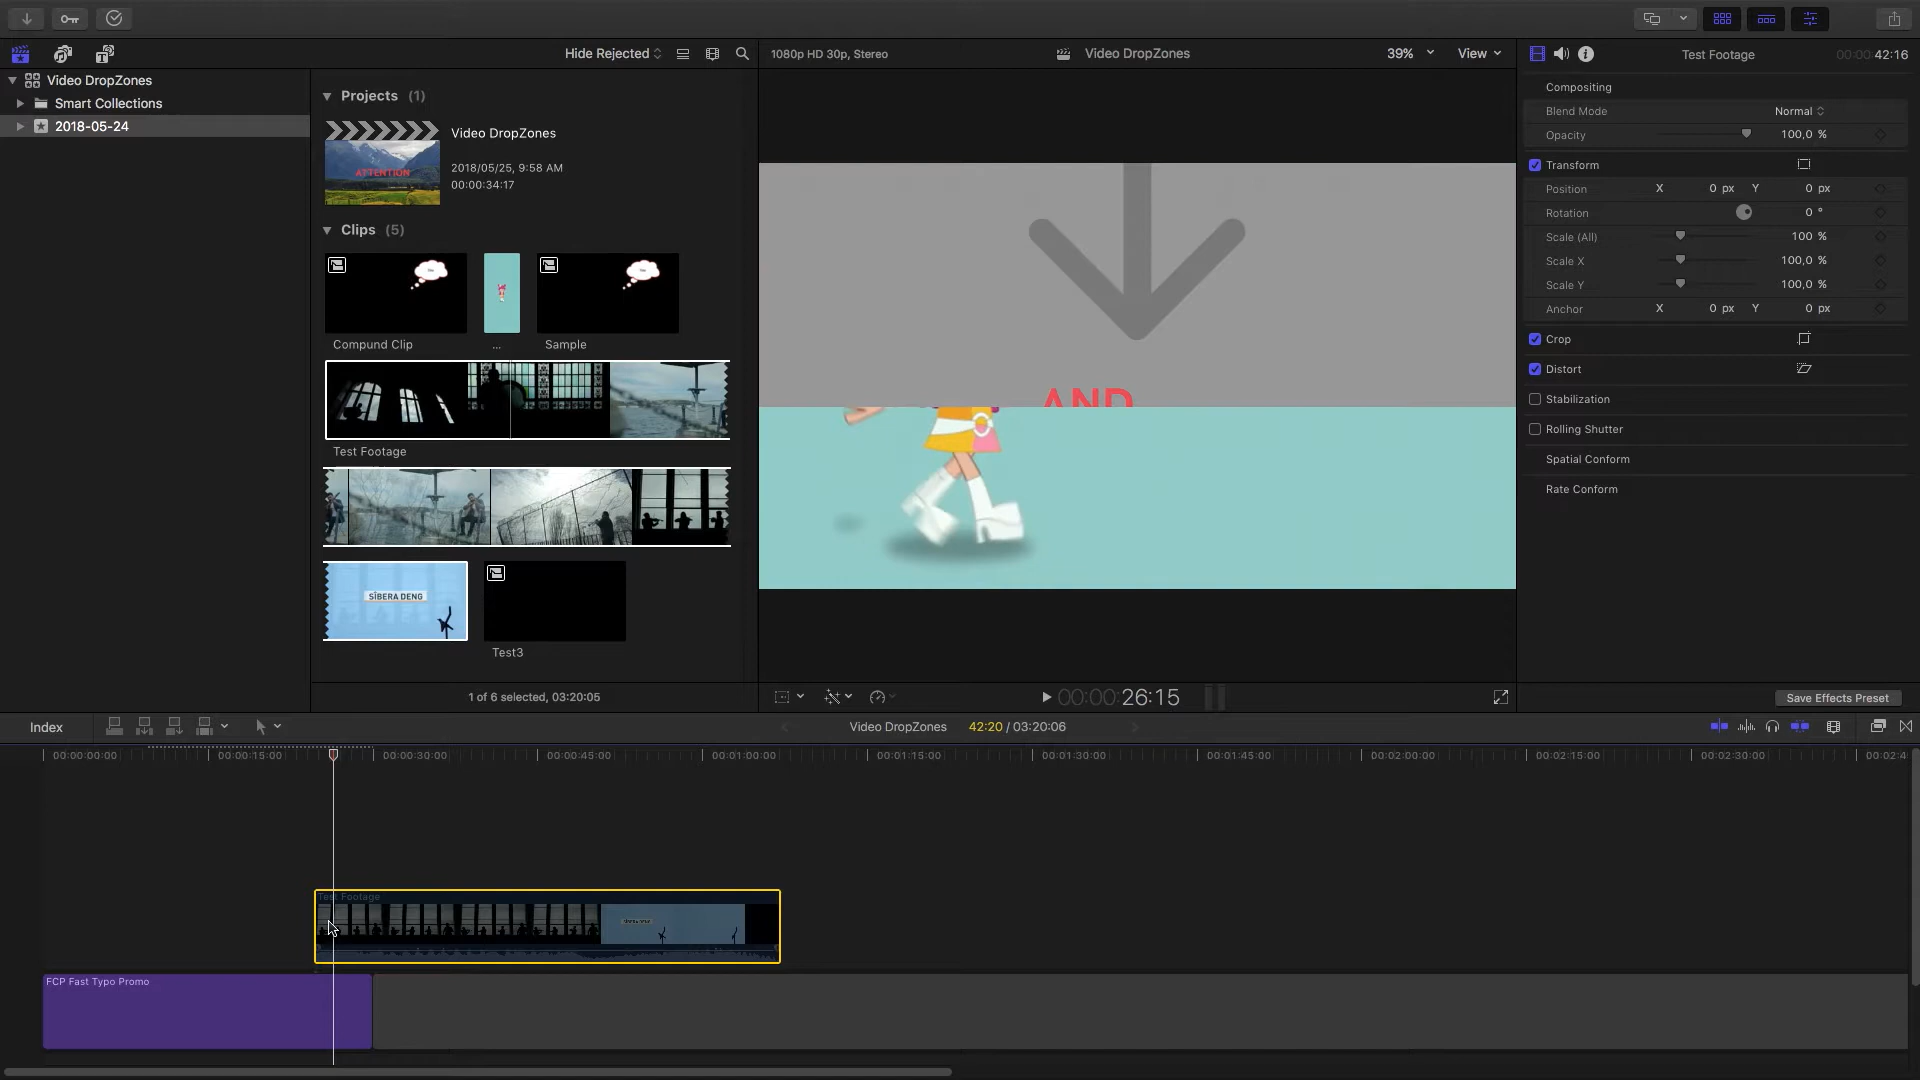 Hide Rejected
1080p HD 30p, Stereo
Video DropZones
39%
View
Test Footage
00:00:42:16
Video DropZones
Smart Collections
2018-05-24
Projects (1)
Video DropZones
2018/05/25, 9:58 AM
00:00:34:17
ATTENTION
Clips (5)
Compund Clip
...
Sample
Test Footage
SİBERA DENG
Test3
1 of 6 selected, 03:20:05
AND
00:00:26:15
Compositing
Blend Mode
Normal
Opacity
100,0 %
Transform
Position X 0 px Y 0 px
Rotation 0 °
Scale (All) 100 %
Scale X 100,0 %
Scale Y 100,0 %
Anchor X 0 px Y 0 px
Crop
Distort
Stabilization
Rolling Shutter
Spatial Conform
Rate Conform
Save Effects Preset
Index
Video DropZones
42:20 / 03:20:06
00:00:00:00
00:00:15:00
00:00:30:00
00:00:45:00
00:01:00:00
00:01:15:00
00:01:30:00
00:01:45:00
00:02:00:00
00:02:15:00
00:02:30:00
00:02:4
Test Footage
FCP Fast Typo Promo